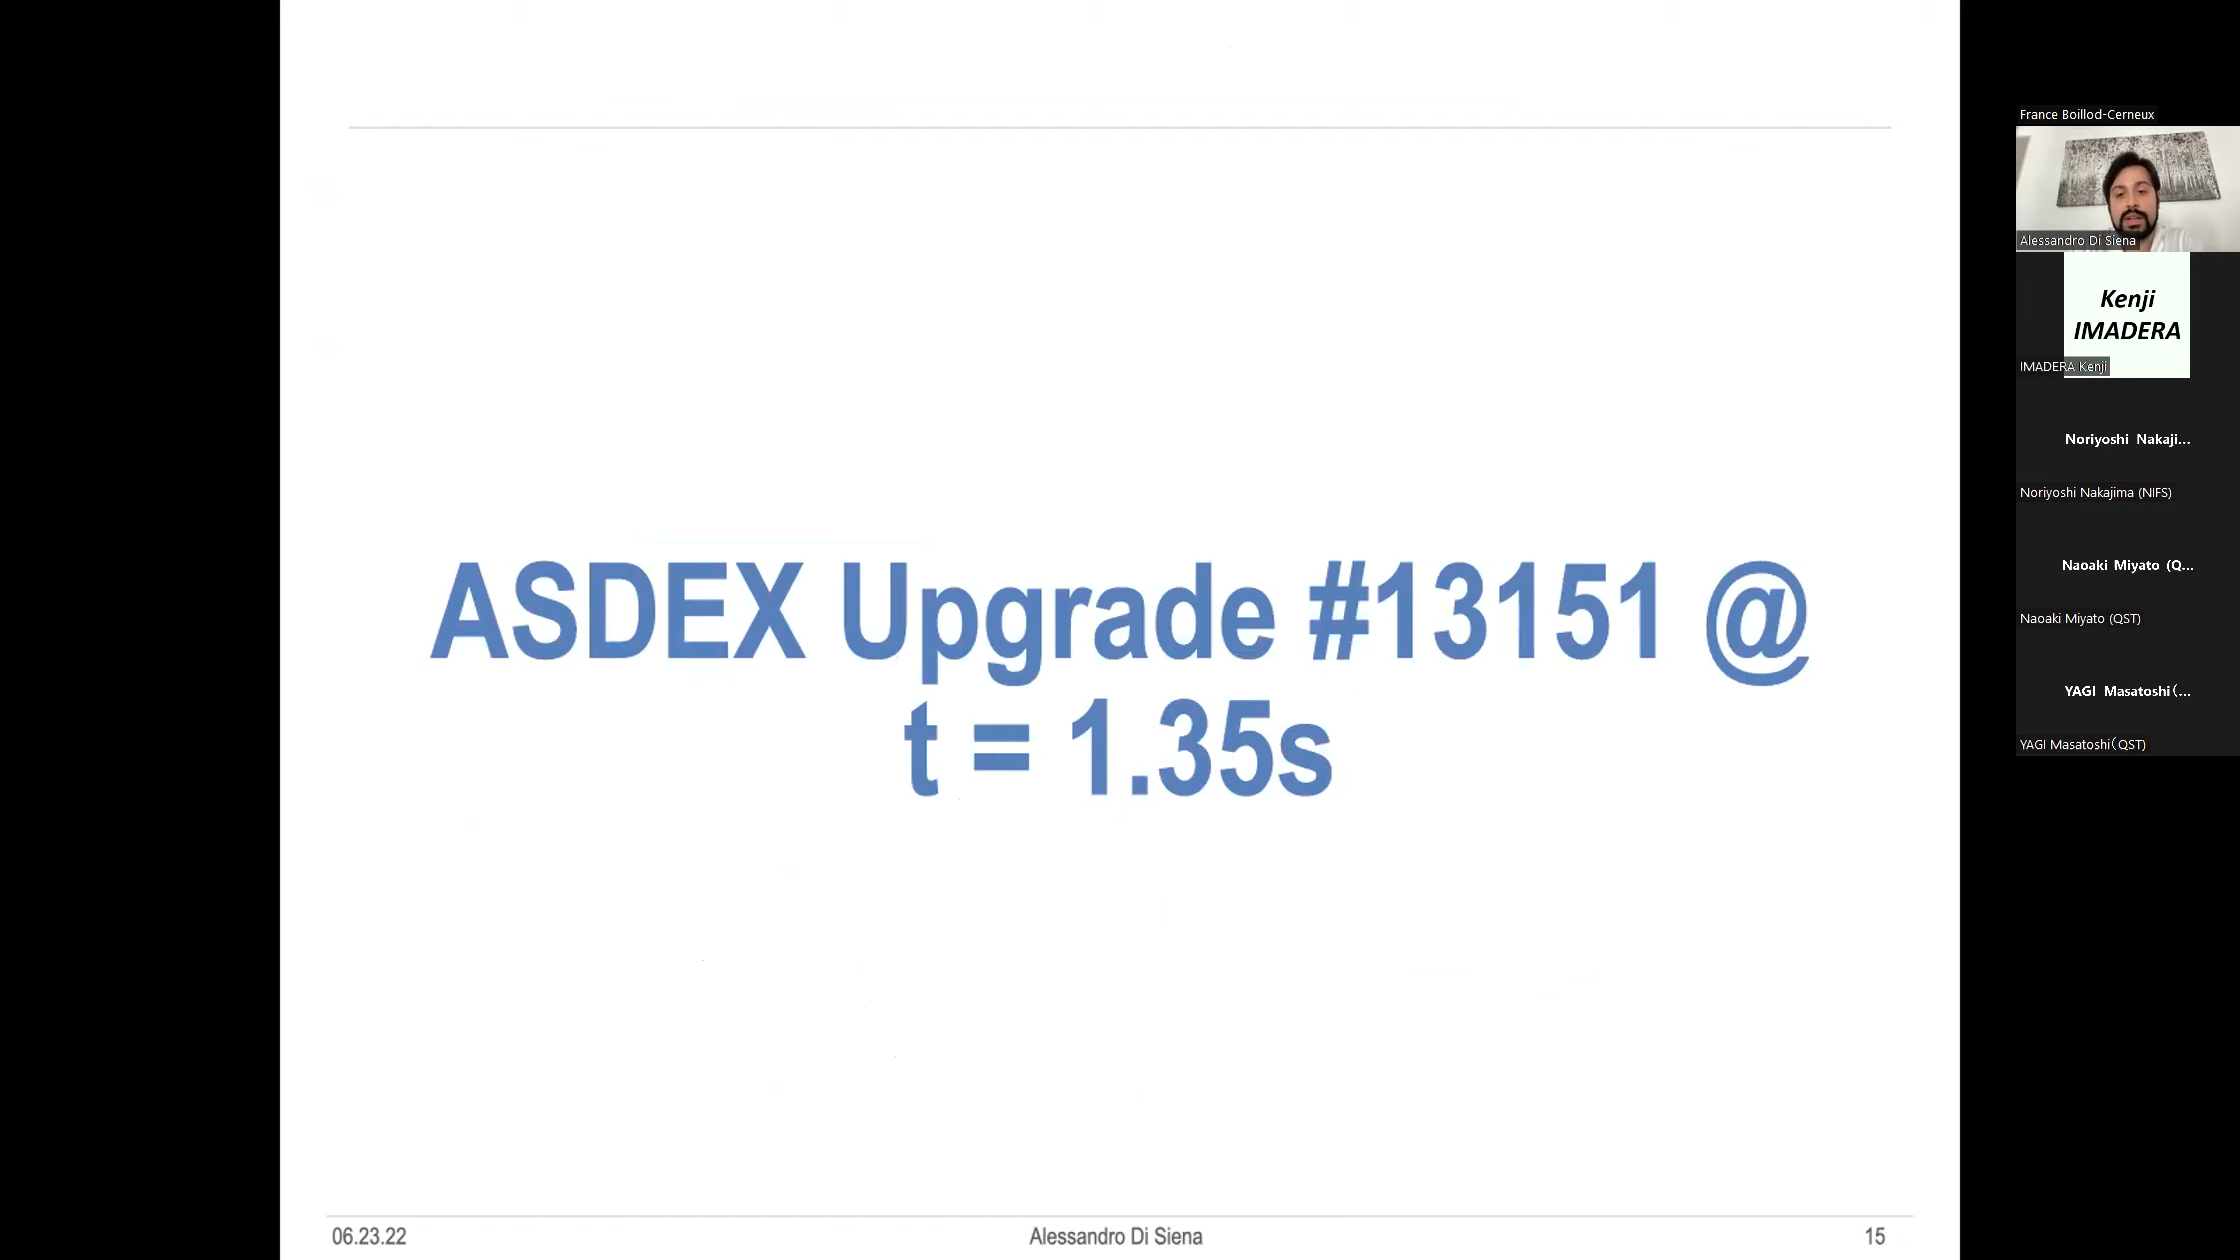 ASDEX Upgrade #13151 @
t = 1.35s
06.23.22
Alessandro Di Siena
15
France Boillod-Cerneux
Alessandro Di Siena
Kenji
IMADERA
IMADERA Kenji
Noriyoshi Nakaji...
Noriyoshi Nakajima (NIFS)
Naoaki Miyato (Q...
Naoaki Miyato (QST)
YAGI Masatoshi(...
YAGI Masatoshi(QST)